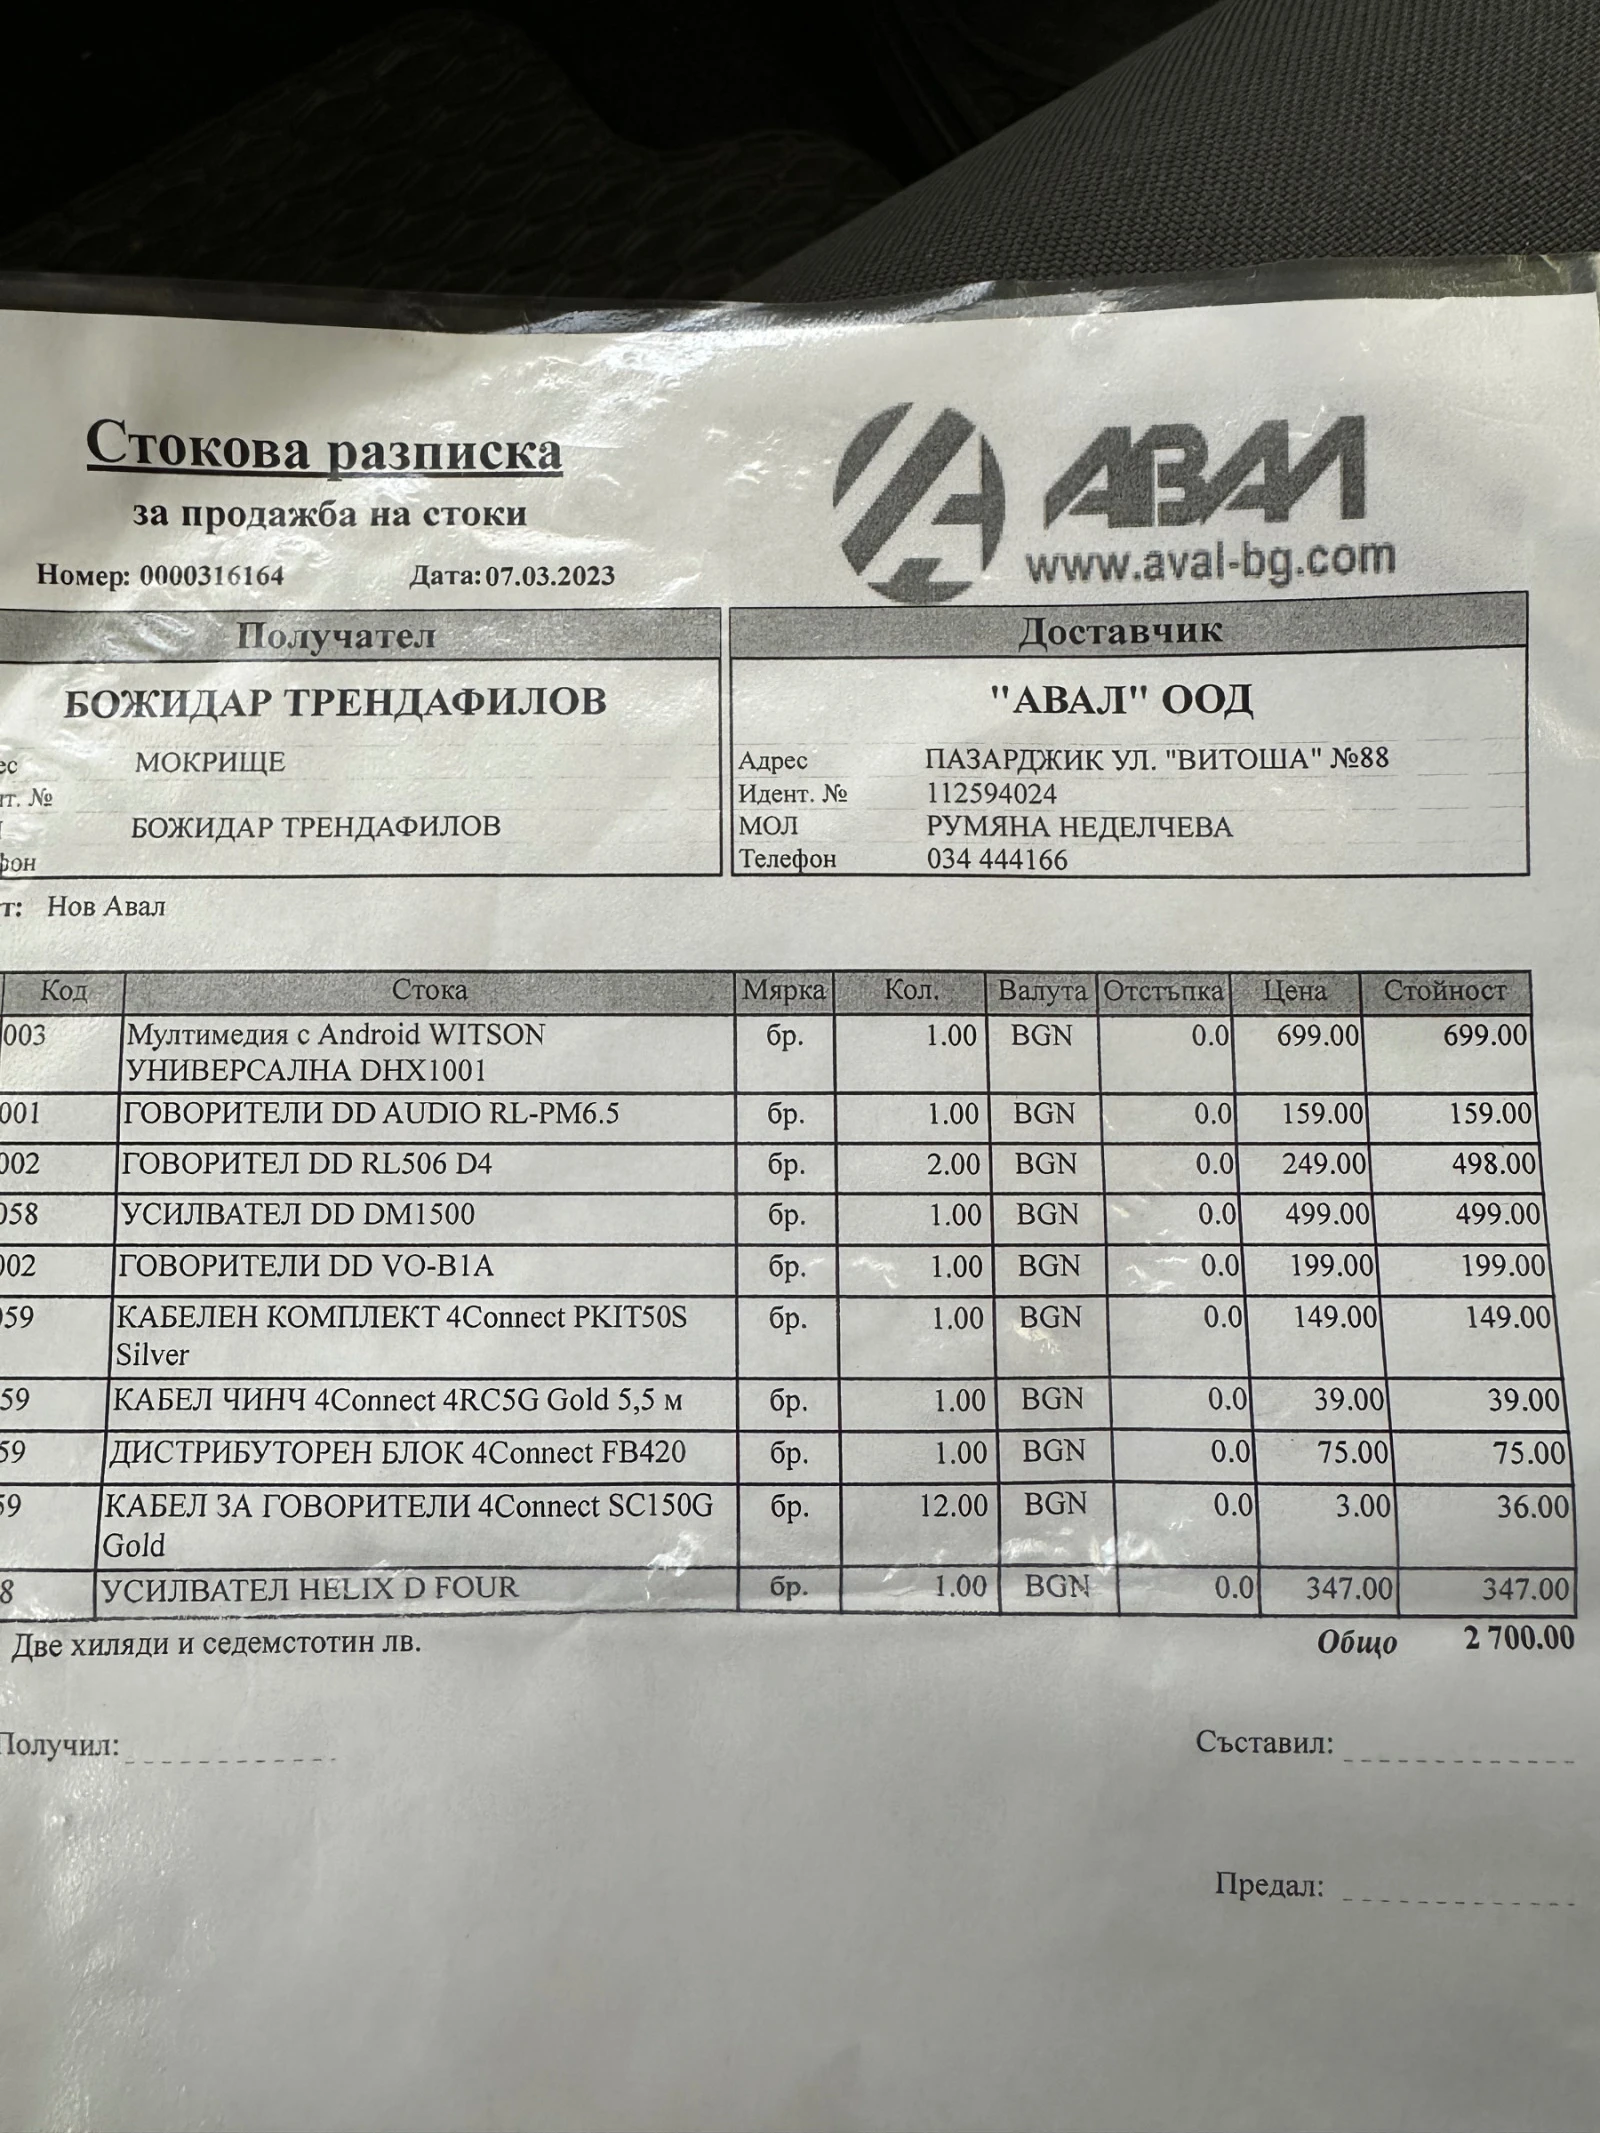 Стокова разписка
за продажба на стоки
Номер: 0000316164 Дата: 07.03.2023
АВАЛ
www.aval-bg.com
Получател
БОЖИДАР ТРЕНДАФИЛОВ
ес МОКРИЩЕ
т. №
БОЖИДАР ТРЕНДАФИЛОВ
фон
Доставчик
"АВАЛ" ООД
Адрес ПАЗАРДЖИК УЛ. "ВИТОША" №88
Идент. № 112594024
МОЛ РУМЯНА НЕДЕЛЧЕВА
Телефон 034 444166
т: Нов Авал
Код Стока Мярка Кол. Валута Отстъпка Цена Стойност
003 Мултимедия с Android WITSON бр. 1.00 BGN 0.0 699.00 699.00
УНИВЕРСАЛНА DHX1001
001 ГОВОРИТЕЛИ DD AUDIO RL-PM6.5 бр. 1.00 BGN 0.0 159.00 159.00
002 ГОВОРИТЕЛ DD RL506 D4 бр. 2.00 BGN 0.0 249.00 498.00
058 УСИЛВАТЕЛ DD DM1500 бр. 1.00 BGN 0.0 499.00 499.00
002 ГОВОРИТЕЛИ DD VO-B1A бр. 1.00 BGN 0.0 199.00 199.00
059 КАБЕЛЕН КОМПЛЕКТ 4Connect PKIT50S бр. 1.00 BGN 0.0 149.00 149.00
Silver
59 КАБЕЛ ЧИНЧ 4Connect 4RC5G Gold 5,5 м бр. 1.00 BGN 0.0 39.00 39.00
59 ДИСТРИБУТОРЕН БЛОК 4Connect FB420 бр. 1.00 BGN 0.0 75.00 75.00
59 КАБЕЛ ЗА ГОВОРИТЕЛИ 4Connect SC150G бр. 12.00 BGN 0.0 3.00 36.00
Gold
8 УСИЛВАТЕЛ HELIX D FOUR бр. 1.00 BGN 0.0 347.00 347.00
Две хиляди и седемстотин лв. Общо 2 700.00
Получил: Съставил:
Предал: